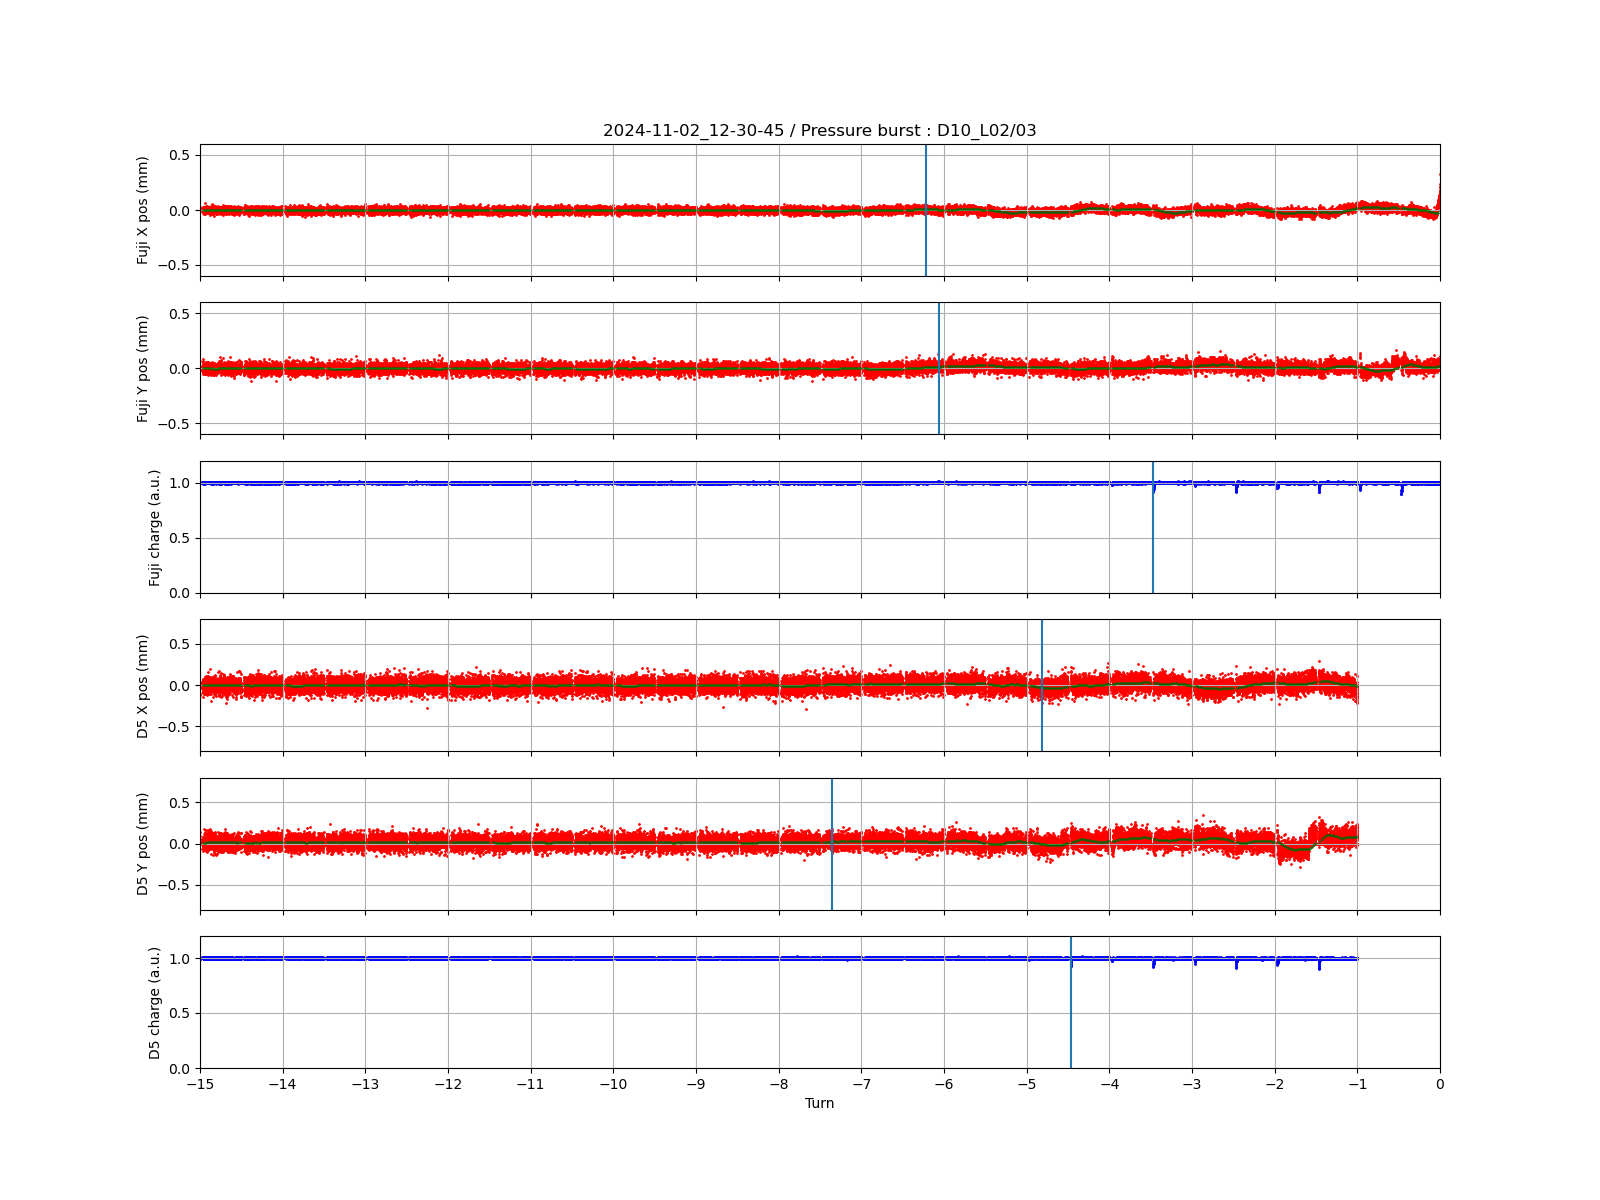 2024-11-02_12-30-45 / Pressure burst : D10_L02/03
Fuji X pos (mm)
0.5
0.0
−0.5
Fuji Y pos (mm)
0.5
0.0
−0.5
Fuji charge (a.u.)
1.0
0.5
0.0
D5 X pos (mm)
0.5
0.0
−0.5
D5 Y pos (mm)
0.5
0.0
−0.5
D5 charge (a.u.)
1.0
0.5
0.0
−15 −14 −13 −12 −11 −10 −9 −8 −7 −6 −5 −4 −3 −2 −1 0
Turn